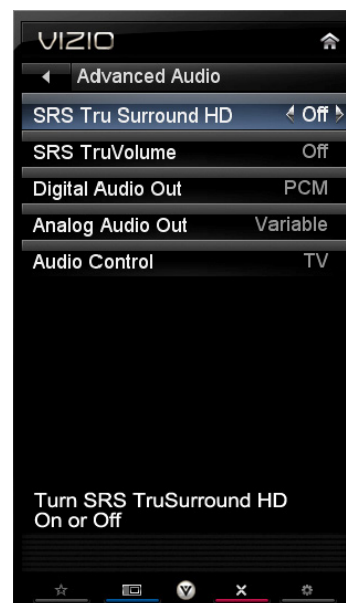 VIZIO
Advanced Audio
SRS Tru Surround HD Off
SRS TruVolume Off
Digital Audio Out PCM
Analog Audio Out Variable
Audio Control TV
Turn SRS TruSurround HD
On or Off
V